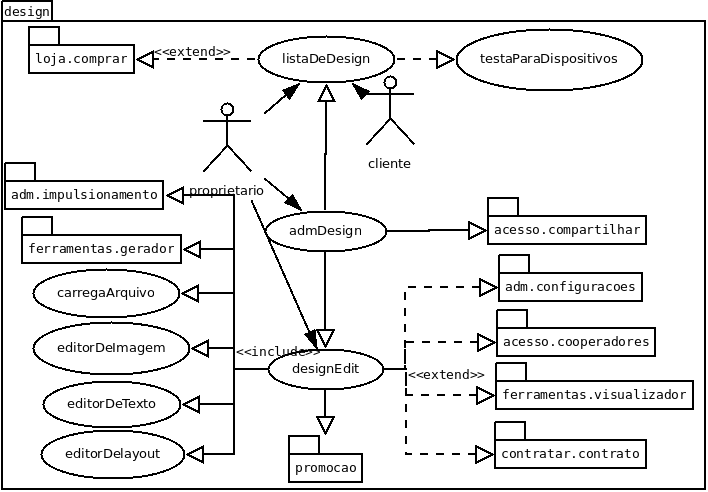 design
loja.comprar
<<extend>>
listaDeDesign
testaParaDispositivos
cliente
proprietario
adm.impulsionamento
admDesign
acesso.compartilhar
ferramentas.gerador
adm.configuracoes
carregaArquivo
acesso.cooperadores
editorDeImagem
<<include>>
designEdit
<<extend>>
ferramentas.visualizador
editorDeTexto
editorDelayout
contratar.contrato
promocao